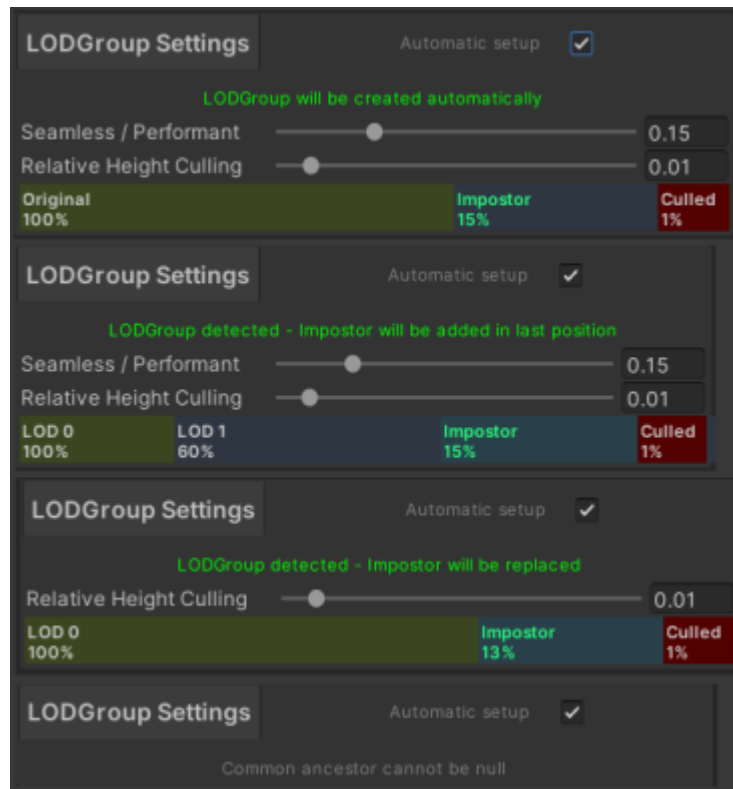 LODGroup Settings Automatic setup
LODGroup will be created automatically
Seamless / Performant 0.15
Relative Height Culling 0.01
Original Impostor Culled
100% 15% 1%
LODGroup Settings Automatic setup
LODGroup detected - Impostor will be added in last position
Seamless / Performant 0.15
Relative Height Culling 0.01
LOD 0 LOD 1 Impostor Culled
100% 60% 15% 1%
LODGroup Settings Automatic setup
LODGroup detected - Impostor will be replaced
Relative Height Culling 0.01
LOD 0 Impostor Culled
100% 13% 1%
LODGroup Settings Automatic setup
Common ancestor cannot be null